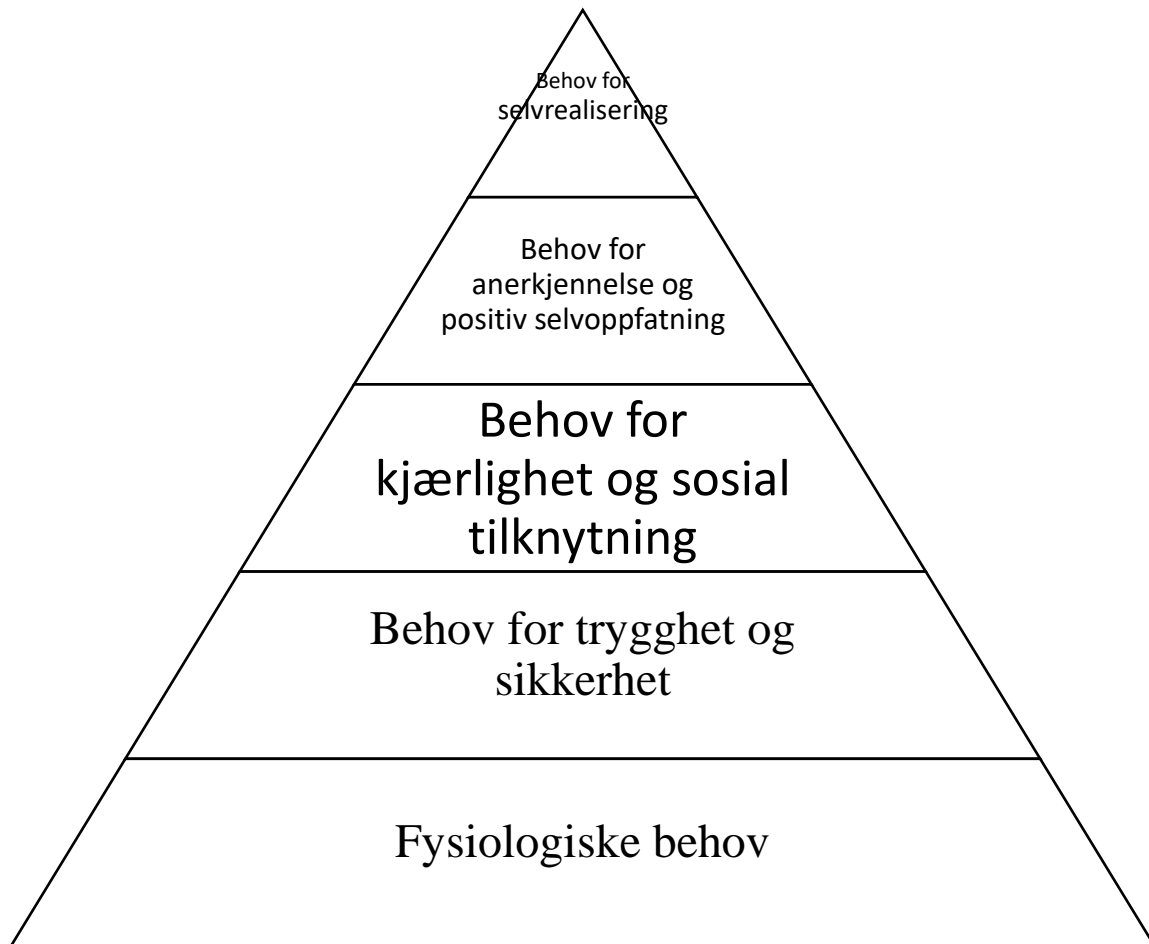 Behov for
selvrealisering
Behov for
anerkjennelse og
positiv selvoppfatning
Behov for
kjærlighet og sosial
tilknytning
Behov for trygghet og
sikkerhet
Fysiologiske behov